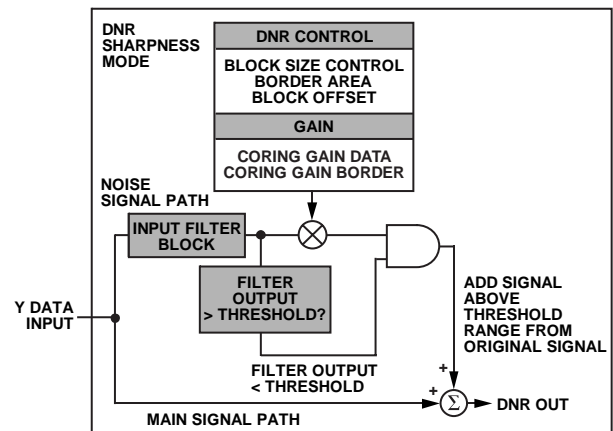 DNR
SHARPNESS
MODE
DNR CONTROL
BLOCK SIZE CONTROL
BORDER AREA
BLOCK OFFSET
GAIN
CORING GAIN DATA
CORING GAIN BORDER
NOISE
SIGNAL PATH
INPUT FILTER
BLOCK
Y DATA
INPUT
FILTER
OUTPUT
> THRESHOLD?
FILTER OUTPUT
< THRESHOLD
ADD SIGNAL
ABOVE
THRESHOLD
RANGE FROM
ORIGINAL SIGNAL
+
+
Σ
DNR OUT
MAIN SIGNAL PATH